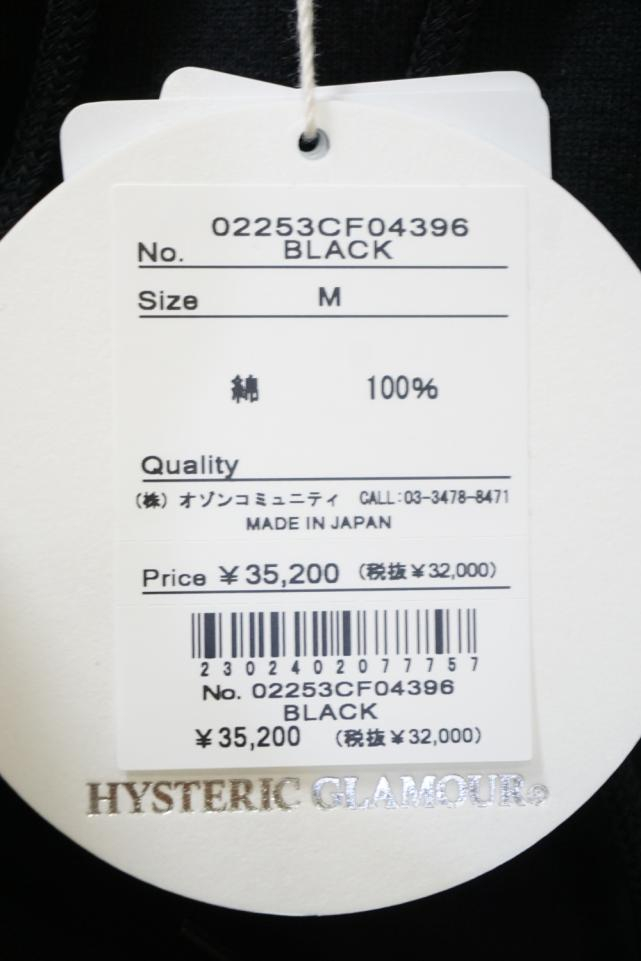 02253CF04396
No. BLACK
Size M
綿 100%
Quality
(株) オゾンコミュニティ CALL:03-3478-8471
MADE IN JAPAN
Price ¥35,200 (税抜¥32,000)
2302402077757
No. 02253CF04396
BLACK
¥35,200 (税抜¥32,000)
HYSTERIC GLAMOUR®